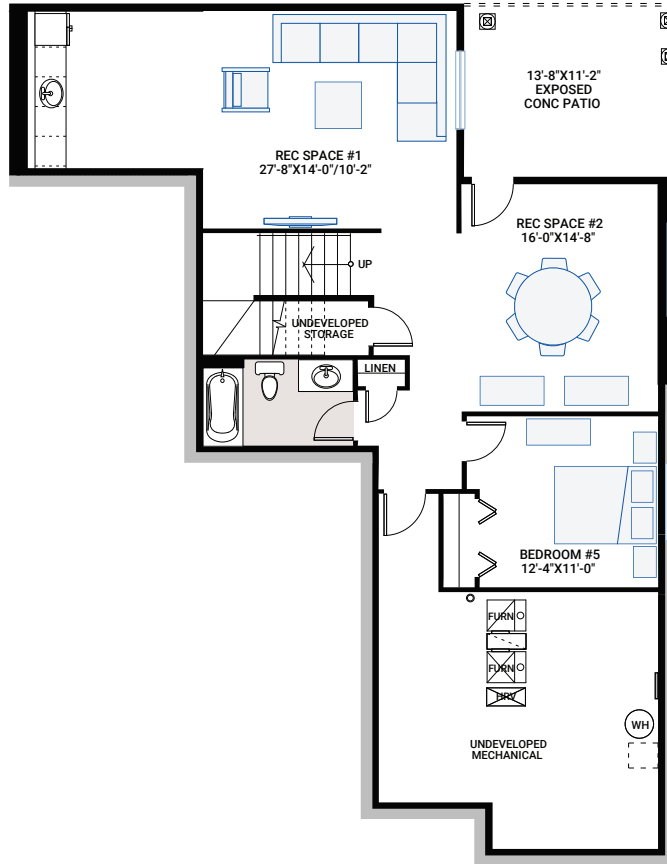 13'-8"X11'-2"
EXPOSED
CONC PATIO
REC SPACE #1
27'-8"X14'-0"/10'-2"
REC SPACE #2
16'-0"X14'-8"
UP
UNDEVELOPED
STORAGE
LINEN
BEDROOM #5
12'-4"X11'-0"
FURN
FURN
HRV
WH
UNDEVELOPED
MECHANICAL